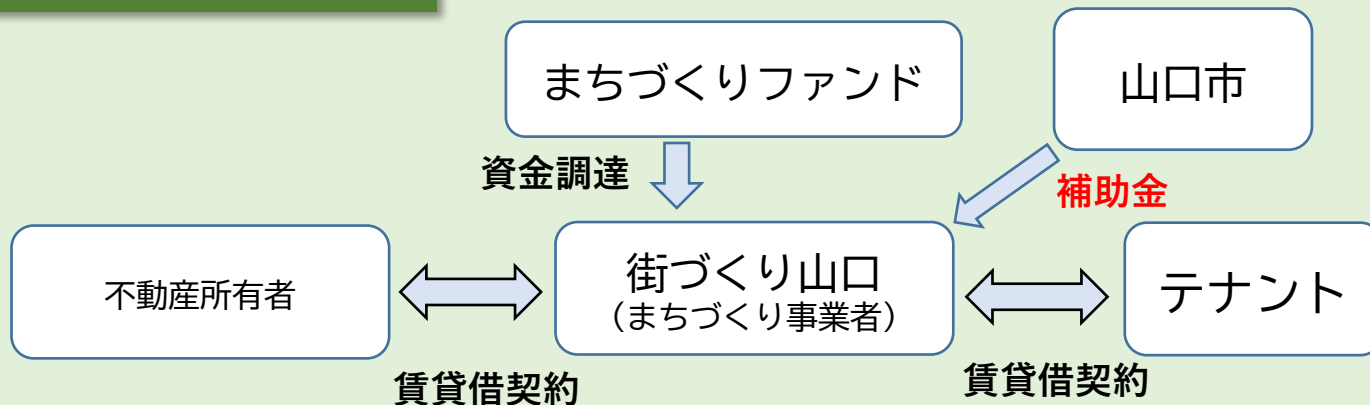 まちづくりファンド
山口市
資金調達
補助金
不動産所有者
街づくり山口
（まちづくり事業者）
テナント
賃貸借契約
賃貸借契約